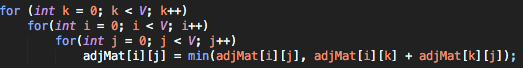 for (int k = 0; k < V; k++)
    for(int i = 0; i < V; i++)
        for(int j = 0; j < V; j++)
            adjMat[i][j] = min(adjMat[i][j], adjMat[i][k] + adjMat[k][j]);